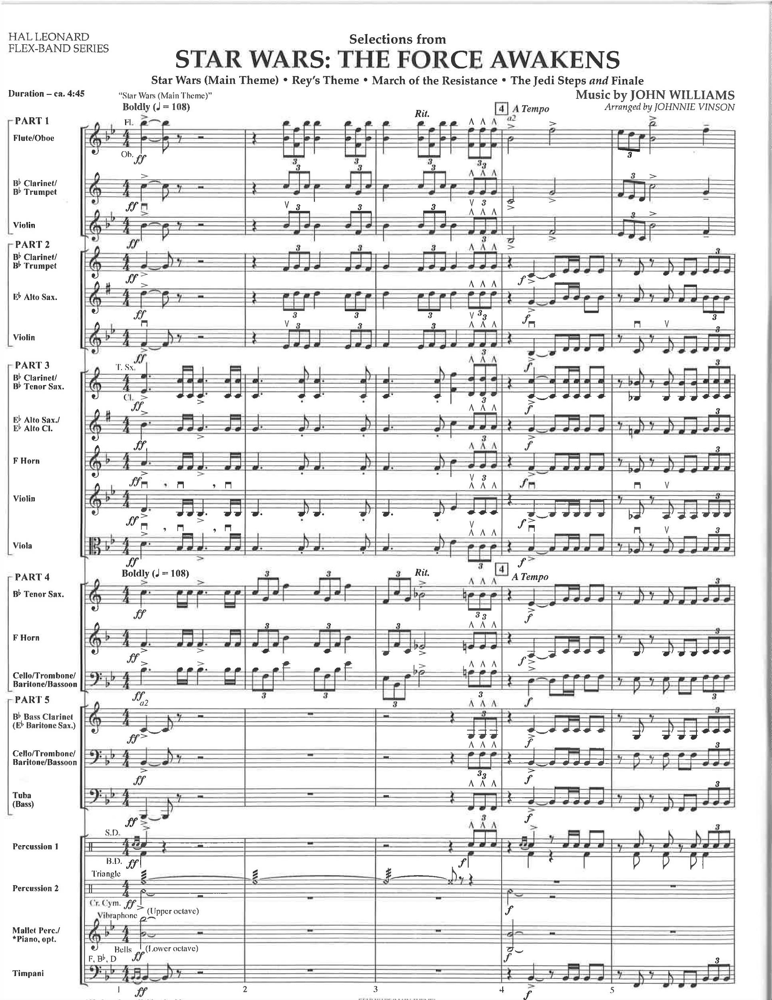 HAL LEONARD
FLEX-BAND SERIES
Selections from
STAR WARS: THE FORCE AWAKENS
Star Wars (Main Theme) • Rey's Theme • March of the Resistance • The Jedi Steps and Finale
Duration – ca. 4:45
"Star Wars (Main Theme)"
Music by JOHN WILLIAMS
Boldly (♩ = 108)
Rit.
4 A Tempo
Arranged by JOHNNIE VINSON
PART 1
Fl.
a2
Flute/Oboe
Ob.
ff
3 3 3 3
B♭ Clarinet/
B♭ Trumpet
ff
Violin
ff
PART 2
B♭ Clarinet/
B♭ Trumpet
ff f
E♭ Alto Sax.
ff f
Violin
ff f
PART 3
T. Sx.
B♭ Clarinet/
B♭ Tenor Sax.
Cl.
ff f
E♭ Alto Sax./
E♭ Alto Cl.
ff f
F Horn
ff f
Violin
ff f
Viola
ff f
Boldly (♩ = 108)
Rit.
4 A Tempo
PART 4
B♭ Tenor Sax.
ff f
F Horn
ff f
Cello/Trombone/
Baritone/Bassoon
ff f
PART 5
a2
B♭ Bass Clarinet
(E♭ Baritone Sax.)
ff f
Cello/Trombone/
Baritone/Bassoon
ff f
Tuba
(Bass)
ff f
S.D.
Percussion 1
B.D. ff f
Triangle
Percussion 2
Cr. Cym. ff f
(Upper octave)
Vibraphone
Mallet Perc./
*Piano, opt.
Bells (Lower octave)
ff f
F, B♭, D
Timpani
ff f
1 2 3 4 5